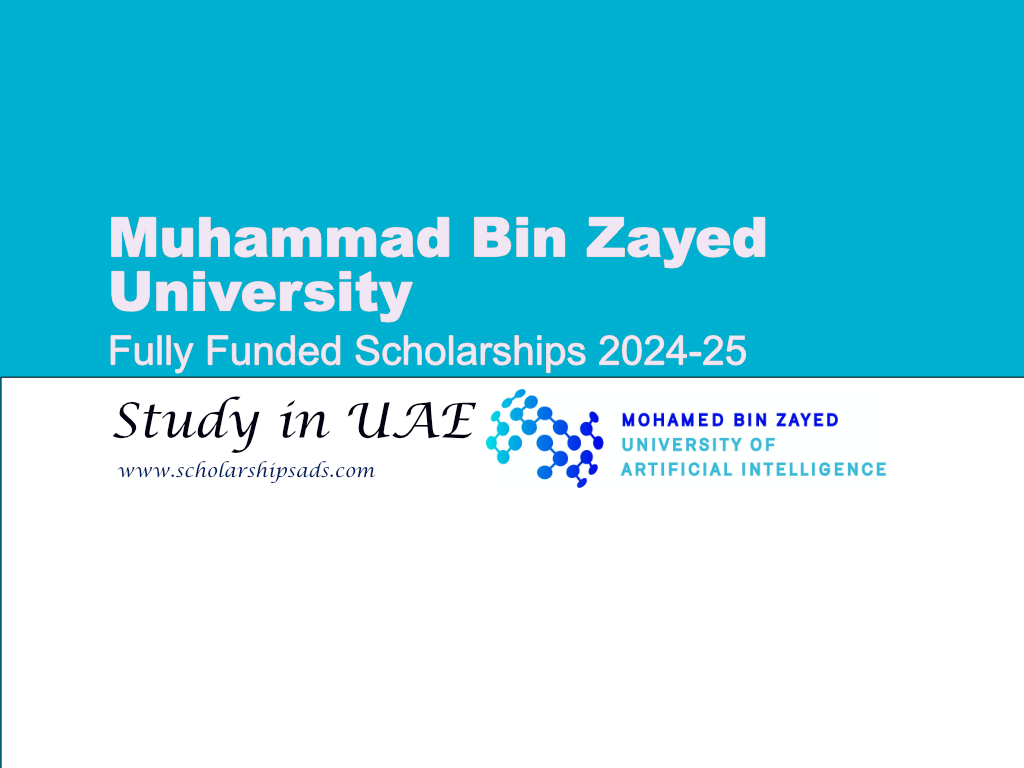 Muhammad Bin Zayed
University
Fully Funded Scholarships 2024-25
Study in UAE
www.scholarshipsads.com
MOHAMED BIN ZAYED
UNIVERSITY OF
ARTIFICIAL INTELLIGENCE